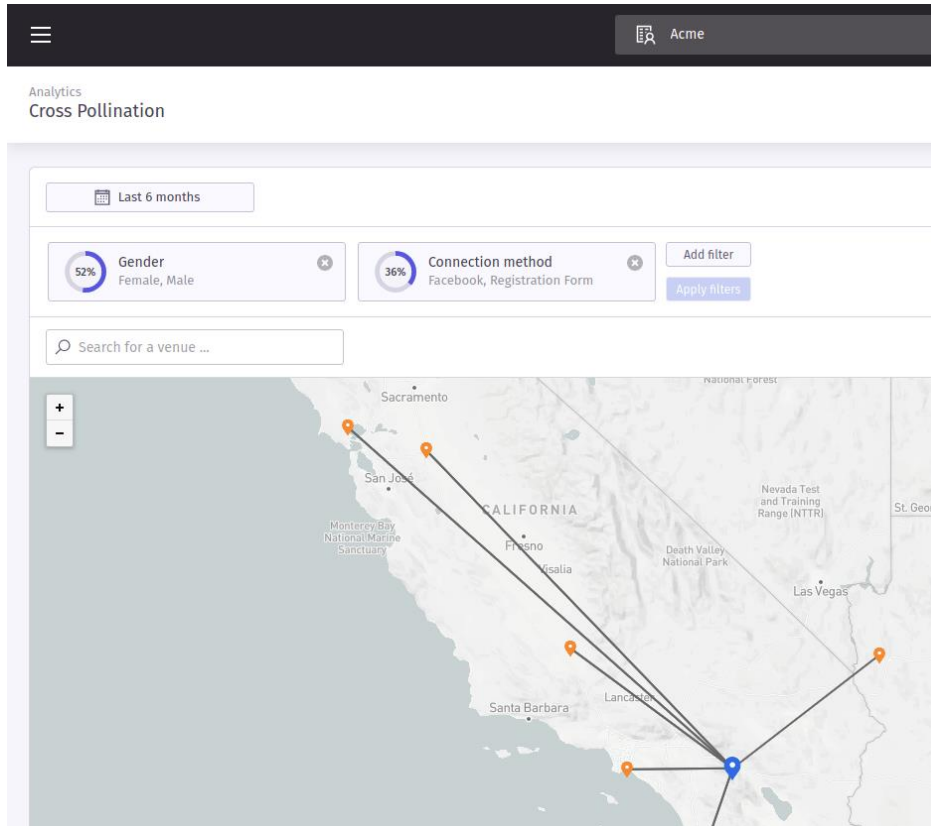 Acme
Analytics
Cross Pollination
Last 6 months
52%
Gender
Female, Male
36%
Connection method
Facebook, Registration Form
Add filter
Apply filters
Search for a venue ...
+
−
National Forest
Sacramento
San José
CALIFORNIA
Nevada Test
and Training
Range (NTTR)
St. Geo
Monterey Bay
National Marine
Sanctuary
Fresno
Visalia
Death Valley
National Park
Las Vegas
Lancaster
Santa Barbara